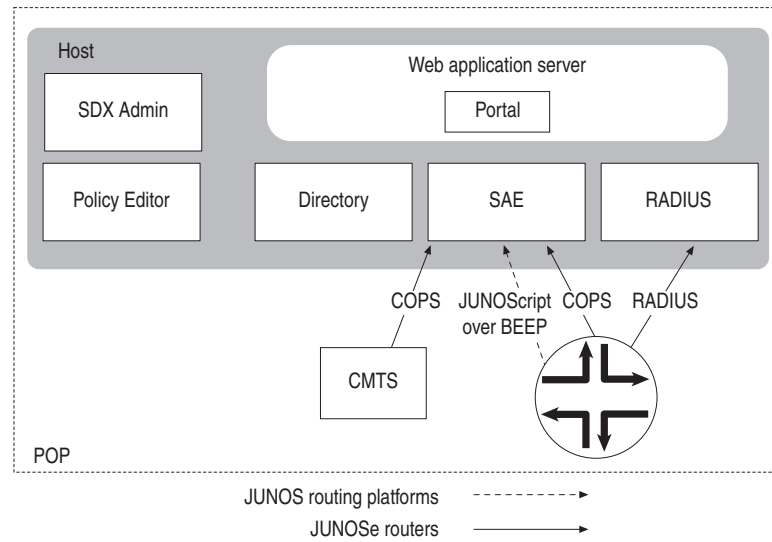 Host
Web application server
SDX Admin
Portal
Policy Editor
Directory
SAE
RADIUS
COPS
JUNOScript
over BEEP
COPS
RADIUS
CMTS
POP
JUNOS routing platforms
JUNOSe routers